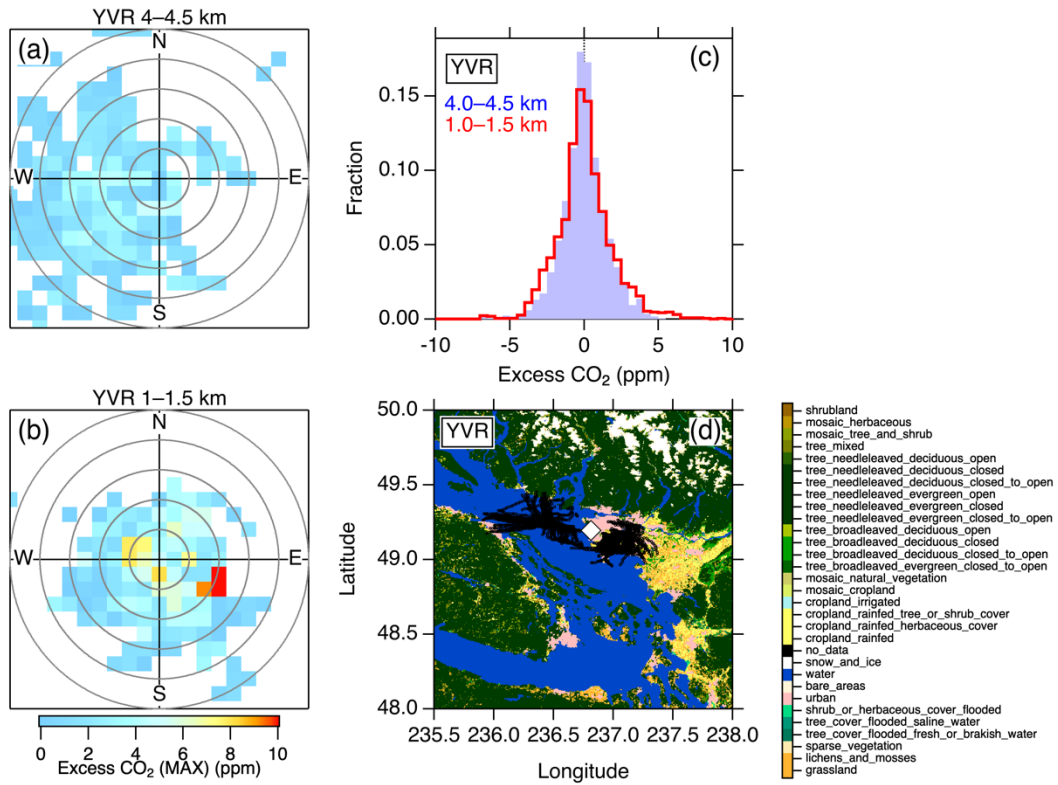 YVR 4–4.5 km
(a)
N
W
E
S
(c)
YVR
4.0–4.5 km
1.0–1.5 km
Fraction
0.15
0.10
0.05
0.00
-10
-5
0
5
10
Excess CO₂ (ppm)
YVR 1–1.5 km
(b)
N
W
E
S
0
2
4
6
8
10
Excess CO₂ (MAX) (ppm)
YVR
(d)
Latitude
50.0
49.5
49.0
48.5
48.0
235.5
236.0
236.5
237.0
237.5
238.0
Longitude
shrubland
mosaic_herbaceous
mosaic_tree_and_shrub
tree_mixed
tree_needleleaved_deciduous_open
tree_needleleaved_deciduous_closed
tree_needleleaved_deciduous_closed_to_open
tree_needleleaved_evergreen_open
tree_needleleaved_evergreen_closed
tree_needleleaved_evergreen_closed_to_open
tree_broadleaved_deciduous_open
tree_broadleaved_deciduous_closed
tree_broadleaved_deciduous_closed_to_open
tree_broadleaved_evergreen_closed_to_open
mosaic_natural_vegetation
mosaic_cropland
cropland_irrigated
cropland_rainfed_tree_or_shrub_cover
cropland_rainfed_herbaceous_cover
cropland_rainfed
no_data
snow_and_ice
water
bare_areas
urban
shrub_or_herbaceous_cover_flooded
tree_cover_flooded_saline_water
tree_cover_flooded_fresh_or_brakish_water
sparse_vegetation
lichens_and_mosses
grassland